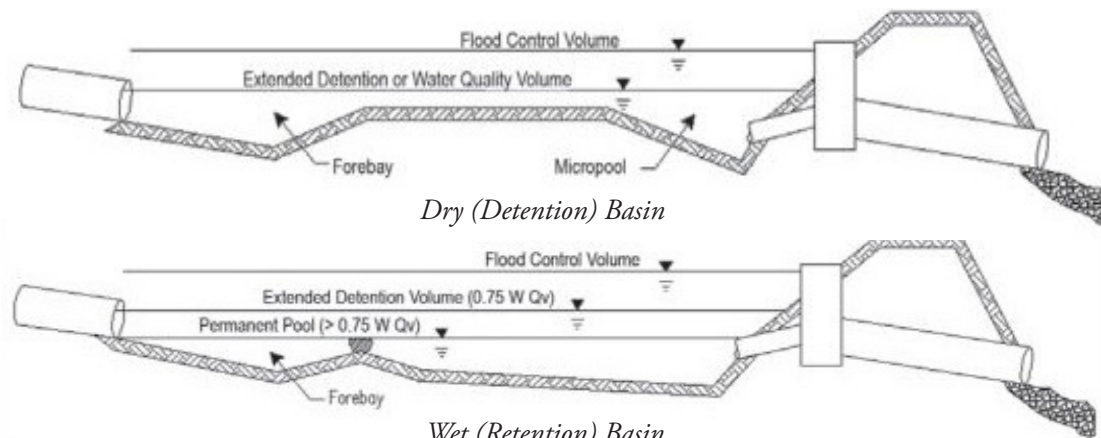 Flood Control Volume
Extended Detention or Water Quality Volume
Forebay
Micropool
Dry (Detention) Basin
Flood Control Volume
Extended Detention Volume (0.75 W Qv)
Permanent Pool (> 0.75 W Qv)
Forebay
Wet (Retention) Basin